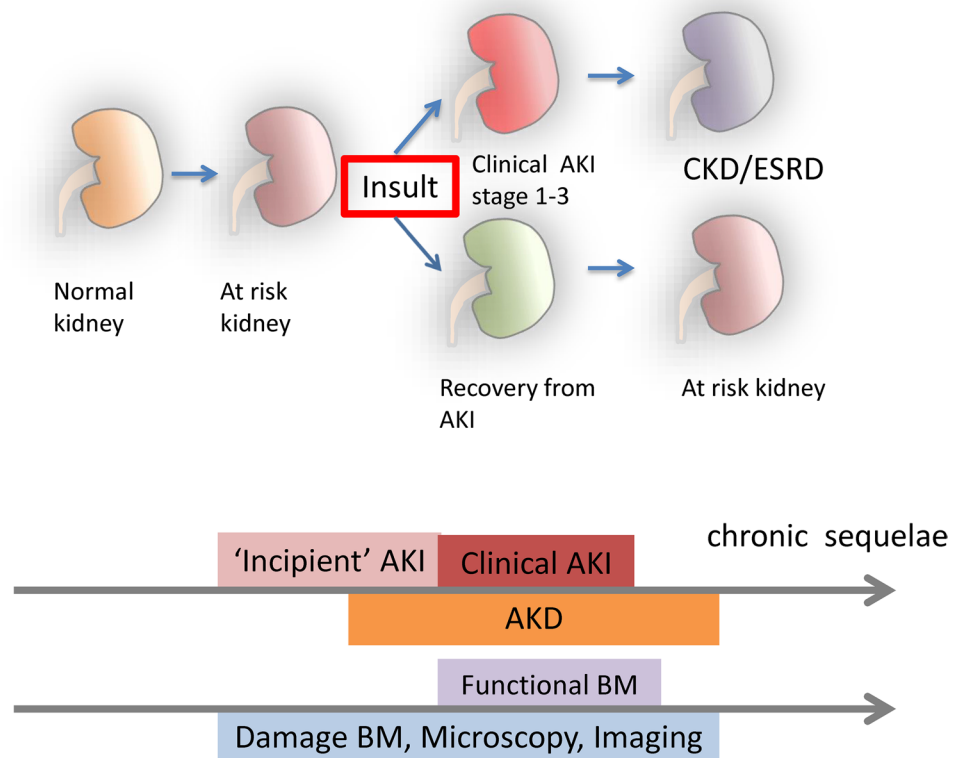 Insult
Clinical AKI
stage 1-3
CKD/ESRD
Normal
kidney
At risk
kidney
Recovery from
AKI
At risk kidney
chronic sequelae
‘Incipient’ AKI
Clinical AKI
AKD
Functional BM
Damage BM, Microscopy, Imaging